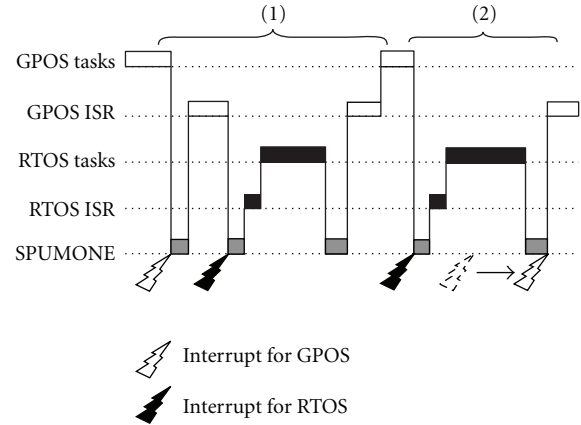 (1)
(2)
GPOS tasks
GPOS ISR
RTOS tasks
RTOS ISR
SPUMONE
Interrupt for GPOS
Interrupt for RTOS